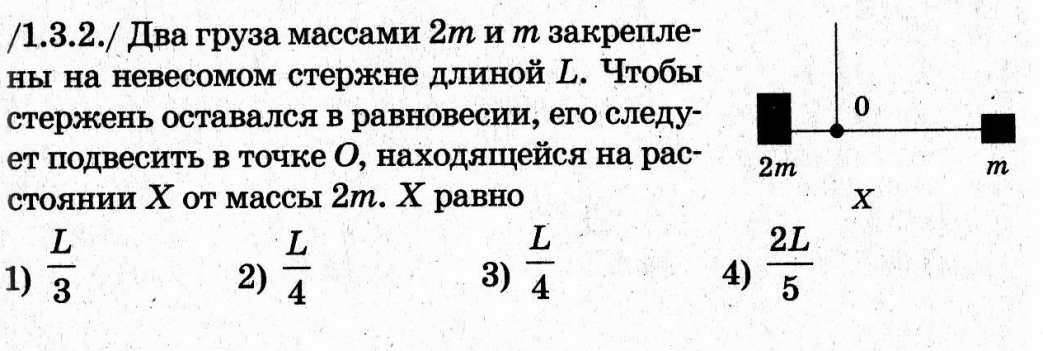 /1.3.2./ Два груза массами 2m и m закрепле-
ны на невесомом стержне длиной L. Чтобы
стержень оставался в равновесии, его следу-
ет подвесить в точке O, находящейся на рас-
стоянии X от массы 2m. X равно
0
2m
m
X
1) L/3 2) L/4 3) L/4 4) 2L/5